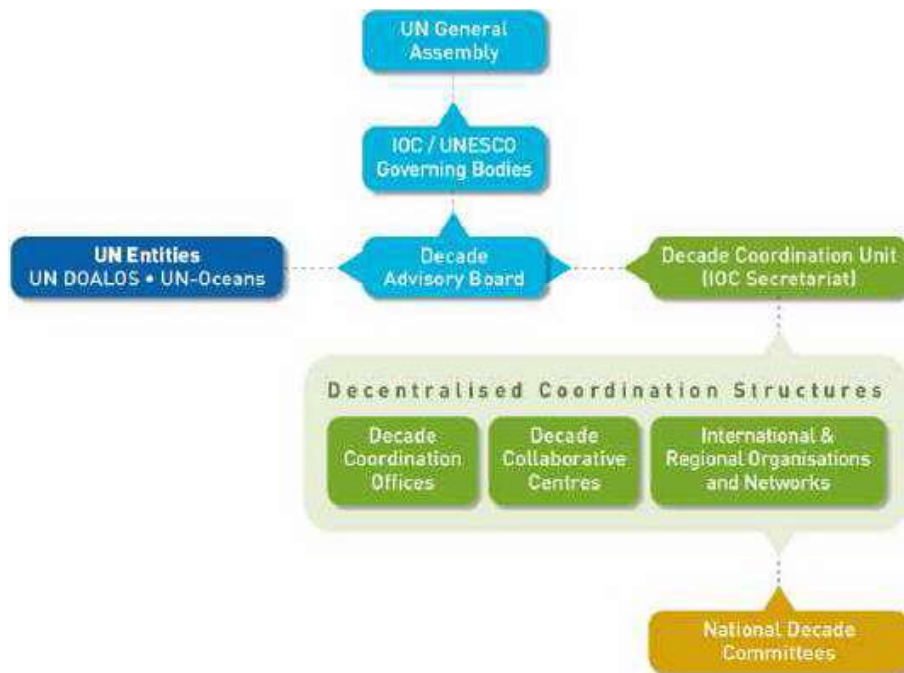 UN General
Assembly
IOC / UNESCO
Governing Bodies
UN Entities
UN DOALOS • UN-Oceans
Decade
Advisory Board
Decade Coordination Unit
(IOC Secretariat)
Decentralised Coordination Structures
Decade
Coordination
Offices
Decade
Collaborative
Centres
International &
Regional Organisations
and Networks
National Decade
Committees